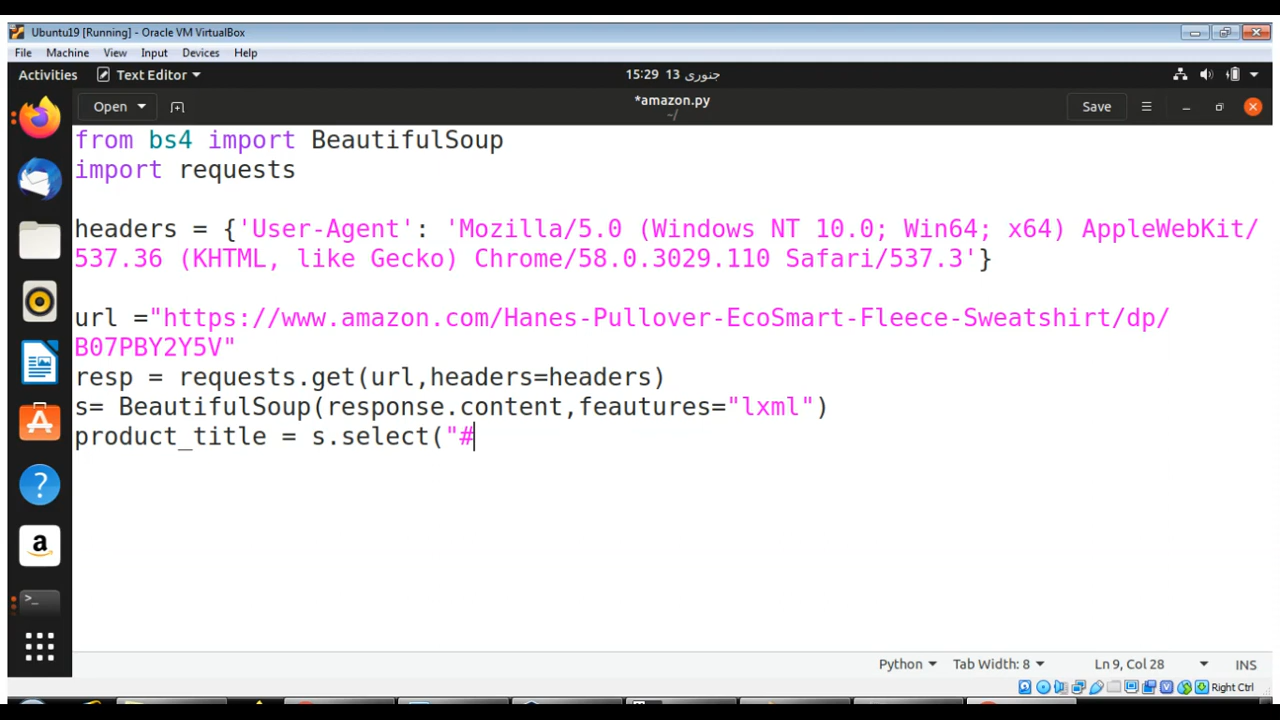 Ubuntu19 [Running] - Oracle VM VirtualBox
File Machine View Input Devices Help
Activities Text Editor 15:29 13 جنوری
Open *amazon.py Save
~/
from bs4 import BeautifulSoup
import requests
headers = {'User-Agent': 'Mozilla/5.0 (Windows NT 10.0; Win64; x64) AppleWebKit/
537.36 (KHTML, like Gecko) Chrome/58.0.3029.110 Safari/537.3'}
url ="https://www.amazon.com/Hanes-Pullover-EcoSmart-Fleece-Sweatshirt/dp/
B07PBY2Y5V"
resp = requests.get(url,headers=headers)
s= BeautifulSoup(response.content,feautures="lxml")
product_title = s.select("#
Python Tab Width: 8 Ln 9, Col 28 INS
Right Ctrl